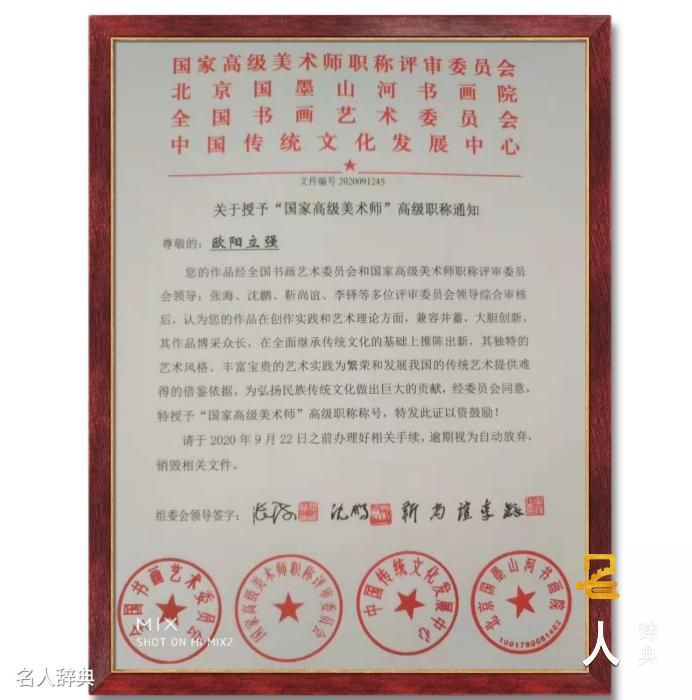 国家高级美术师职称评审委员会
北京国墨山河书画院
全国书画艺术委员会
中国传统文化发展中心
文件编号 2020091245
关于授予“国家高级美术师”高级职称通知
尊敬的：欧阳立强
您的作品经全国书画艺术委员会和国家高级美术师职称评审委员
会领导：张海、沈鹏、靳尚谊、李铎等多位评审委员会领导综合审核
后，认为您的作品在创作实践和艺术理论方面，兼容并蓄，大胆创新，
其作品博采众长，在全面继承传统文化的基础上推陈出新，其独特的
艺术风格、丰富宝贵的艺术实践为繁荣和发展我国的传统艺术提供难
得的借鉴依据，为弘扬民族传统文化做出巨大的贡献，经委员会同意，
特授予“国家高级美术师”高级职称称号，特发此证以资鼓励！
请于 2020 年 9 月 22 日之前办理好相关手续，逾期视为自动放弃，
销毁相关文件。
组委会领导签字： 张海 沈鹏 靳尚谊 李铎
全国书画艺术委员会
国家高级美术师职称评审委员会
中国传统文化发展中心
北京国墨山河书画院
1001760081462
MIX
SHOT ON MI MIX2
名人辞典
名人
辞典